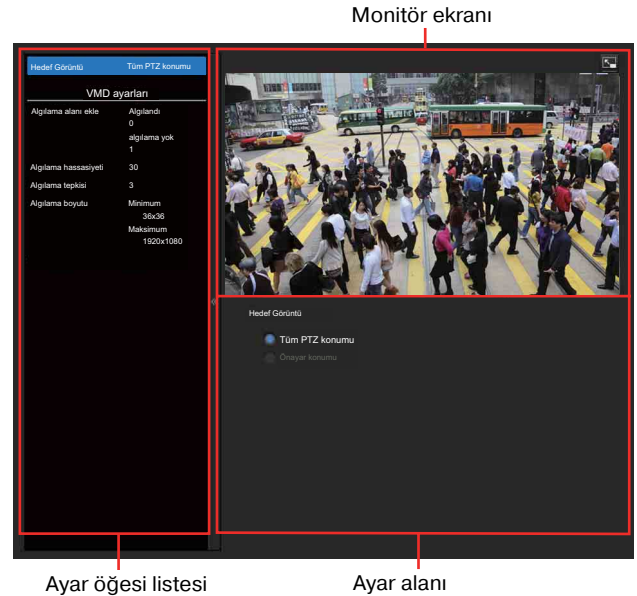 Monitör ekranı
Hedef Görüntü Tüm PTZ konumu
VMD ayarları
Algılama alanı ekle Algılandı
0
algılama yok
1
Algılama hassasiyeti 30
Algılama tepkisi 3
Algılama boyutu Minimum
36x36
Maksimum
1920x1080
«
Hedef Görüntü
Tüm PTZ konumu
Önayar konumu
Ayar öğesi listesi
Ayar alanı